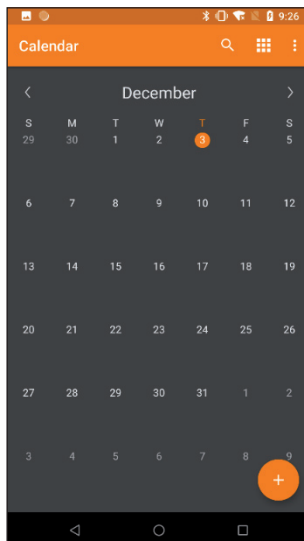 9:26
Calendar
December
S M T W T F S
29 30 1 2 3 4 5
6 7 8 9 10 11 12
13 14 15 16 17 18 19
20 21 22 23 24 25 26
27 28 29 30 31 1 2
3 4 5 6 7 8 9
+